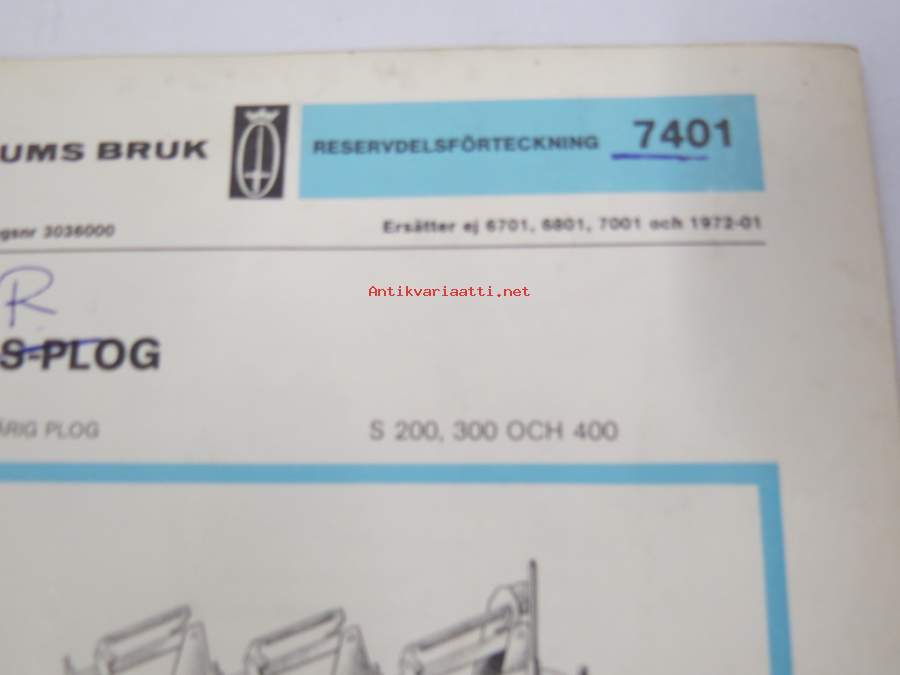 UMS BRUK
RESERVDELSFÖRTECKNING 7401
gsnr 3036000
Ersätter ej 6701, 6801, 7001 och 1972-01
Antikvariaatti.net
R
S-PLOG
ÄRIG PLOG
S 200, 300 OCH 400